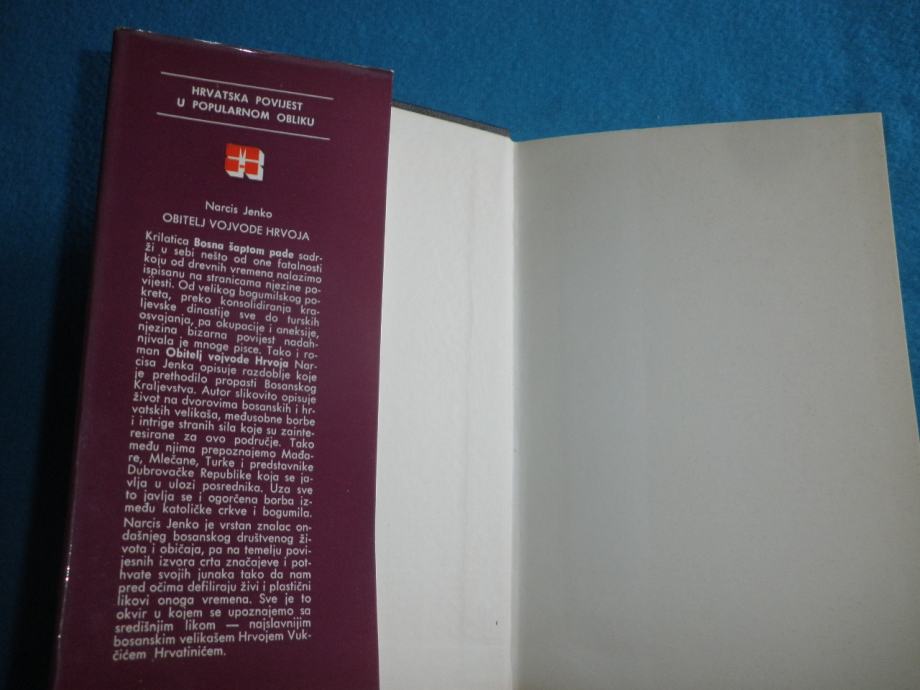 HRVATSKA POVIJEST
U POPULARNOM OBLIKU
Narcis Jenko
OBITELJ VOJVODE HRVOJA
Krilatica Bosna šaptom pade sadr-
ži u sebi nešto od one fatalnosti
koju od drevnih vremena nalazimo
ispisanu na stranicama njezine po-
vijesti. Od velikog bogumilskog po-
kreta, preko konsolidiranja kra-
ljevske dinastije sve do turskih
osvajanja, pa okupacije i aneksije,
njezina bizarna povijest nadah-
njivala je mnoge pisce. Tako i ro-
man Obitelj vojvode Hrvoja Nar-
cisa Jenka opisuje razdoblje koje
je prethodilo propasti Bosanskog
Kraljevstva. Autor slikovito opisuje
život na dvorovima bosanskih i hr-
vatskih velikaša, međusobne borbe
i intrige stranih sila koje su zainte-
resirane za ovo područje. Tako
među njima prepoznajemo Mađa-
re, Mlečane, Turke i predstavnike
Dubrovačke Republike koja se ja-
vlja u ulozi posrednika. Uza sve
to javlja se i ogorčena borba iz-
među katoličke crkve i bogumila.
Narcis Jenko je vrstan znalac on-
dašnjeg bosanskog društvenog ži-
vota i običaja, pa na temelju povi-
jesnih izvora crta značajeve i pot-
hvate svojih junaka tako da nam
pred očima defiliraju živi i plastični
likovi onoga vremena. Sve je to
okvir u kojem se upoznajemo sa
središnjim likom — najslavnijim
bosanskim velikašem Hrvojem Vuk-
čićem Hrvatinićem.